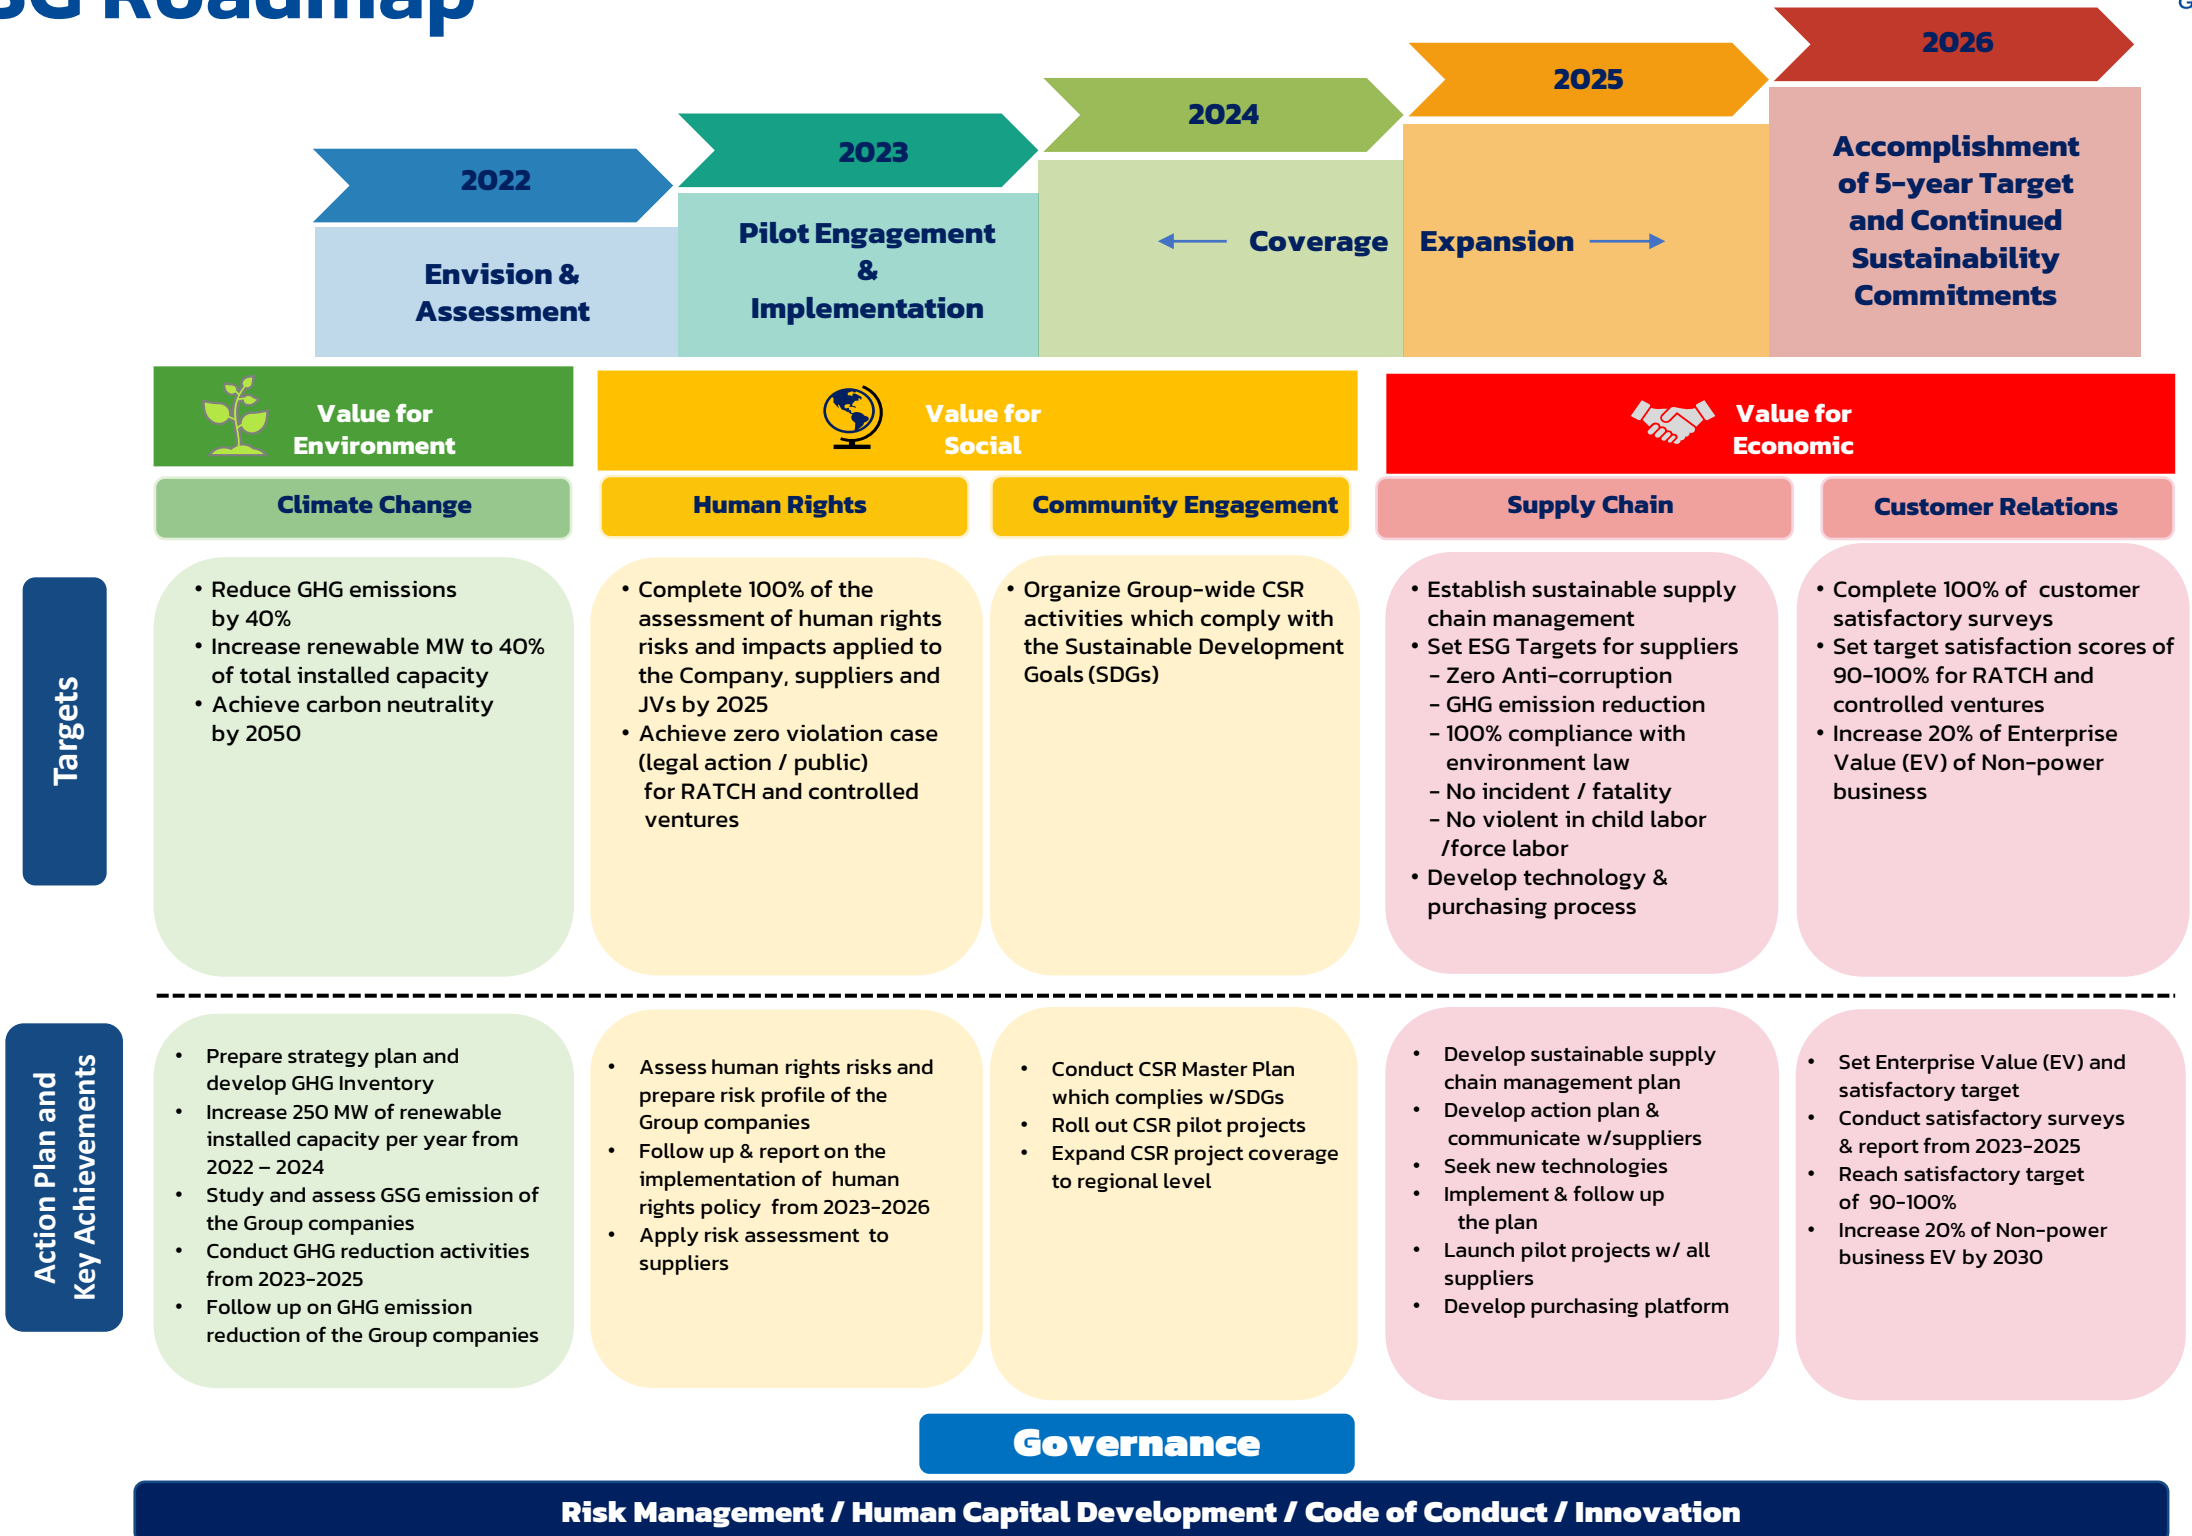 SG Roadmap
G
2022
2023
2024
2025
2026
Envision &
Assessment
Pilot Engagement
&
Implementation
Coverage Expansion
Accomplishment
of 5-year Target
and Continued
Sustainability
Commitments
Value for
Environment
Value for
Social
Value for
Economic
Climate Change
Human Rights
Community Engagement
Supply Chain
Customer Relations
Targets
• Reduce GHG emissions
by 40%
• Increase renewable MW to 40%
of total installed capacity
• Achieve carbon neutrality
by 2050
• Complete 100% of the
assessment of human rights
risks and impacts applied to
the Company, suppliers and
JVs by 2025
• Achieve zero violation case
(legal action / public)
for RATCH and controlled
ventures
• Organize Group-wide CSR
activities which comply with
the Sustainable Development
Goals (SDGs)
• Establish sustainable supply
chain management
• Set ESG Targets for suppliers
- Zero Anti-corruption
- GHG emission reduction
- 100% compliance with
environment law
- No incident / fatality
- No violent in child labor
/force labor
• Develop technology &
purchasing process
• Complete 100% of customer
satisfactory surveys
• Set target satisfaction scores of
90-100% for RATCH and
controlled ventures
• Increase 20% of Enterprise
Value (EV) of Non-power
business
Action Plan and
Key Achievements
• Prepare strategy plan and
develop GHG Inventory
• Increase 250 MW of renewable
installed capacity per year from
2022 – 2024
• Study and assess GSG emission of
the Group companies
• Conduct GHG reduction activities
from 2023-2025
• Follow up on GHG emission
reduction of the Group companies
• Assess human rights risks and
prepare risk profile of the
Group companies
• Follow up & report on the
implementation of human
rights policy from 2023-2026
• Apply risk assessment to
suppliers
• Conduct CSR Master Plan
which complies w/SDGs
• Roll out CSR pilot projects
• Expand CSR project coverage
to regional level
• Develop sustainable supply
chain management plan
• Develop action plan &
communicate w/suppliers
• Seek new technologies
• Implement & follow up
the plan
• Launch pilot projects w/ all
suppliers
• Develop purchasing platform
• Set Enterprise Value (EV) and
satisfactory target
• Conduct satisfactory surveys
& report from 2023-2025
• Reach satisfactory target
of 90-100%
• Increase 20% of Non-power
business EV by 2030
Governance
Risk Management / Human Capital Development / Code of Conduct / Innovation